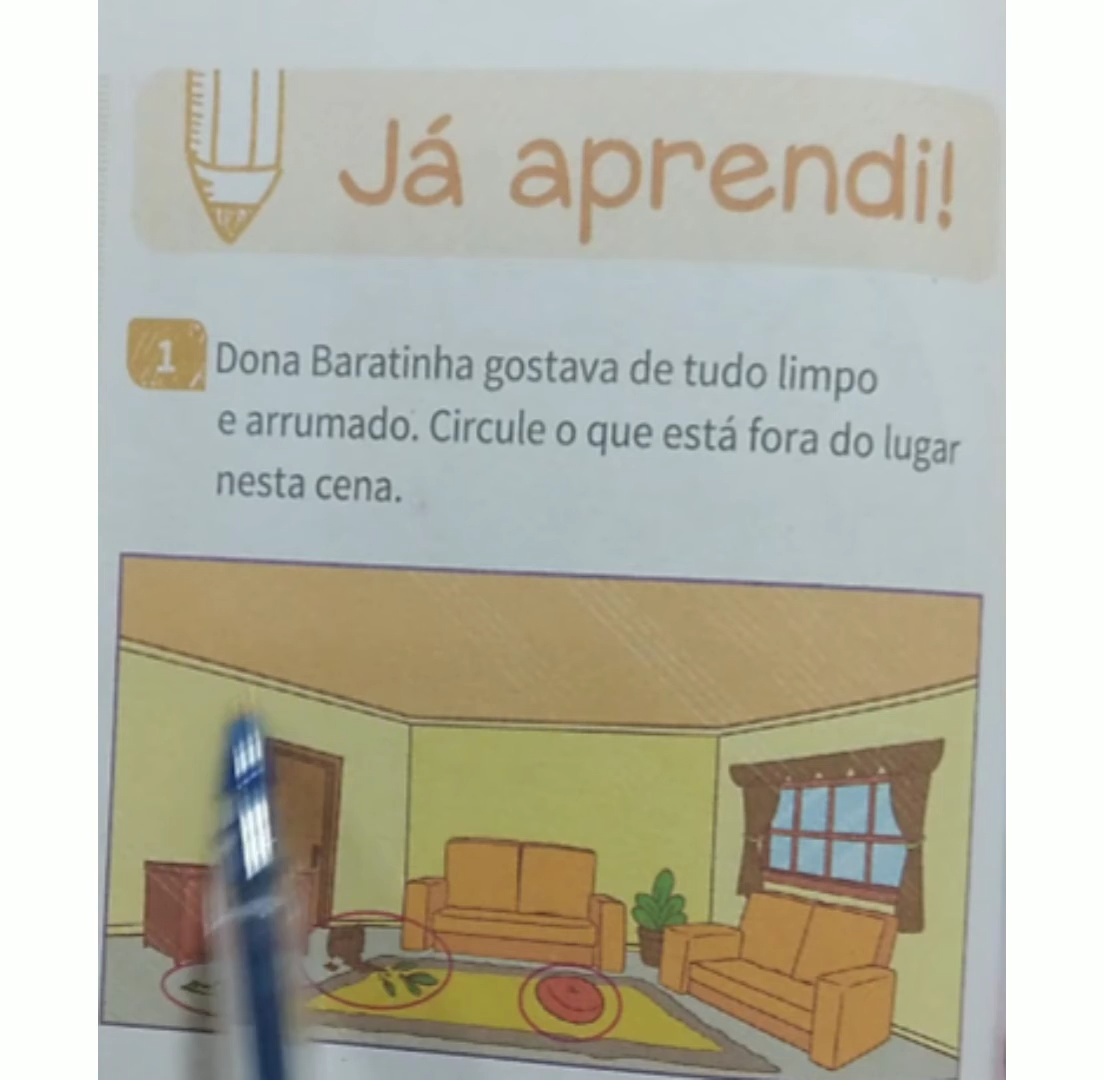 Já aprendi!
1 Dona Baratinha gostava de tudo limpo
e arrumado. Circule o que está fora do lugar
nesta cena.